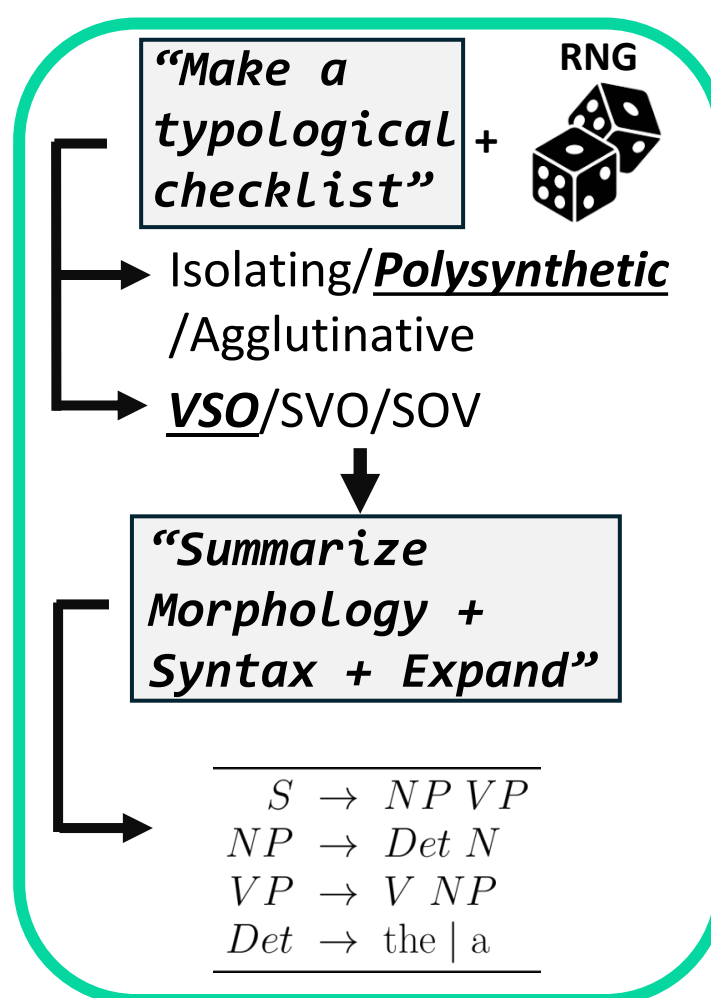 “Make a
typological
checklist”
+
RNG
Isolating/Polysynthetic
/Agglutinative
VSO/SVO/SOV
“Summarize
Morphology +
Syntax + Expand”
S → NP VP
NP → Det N
VP → V NP
Det → the | a